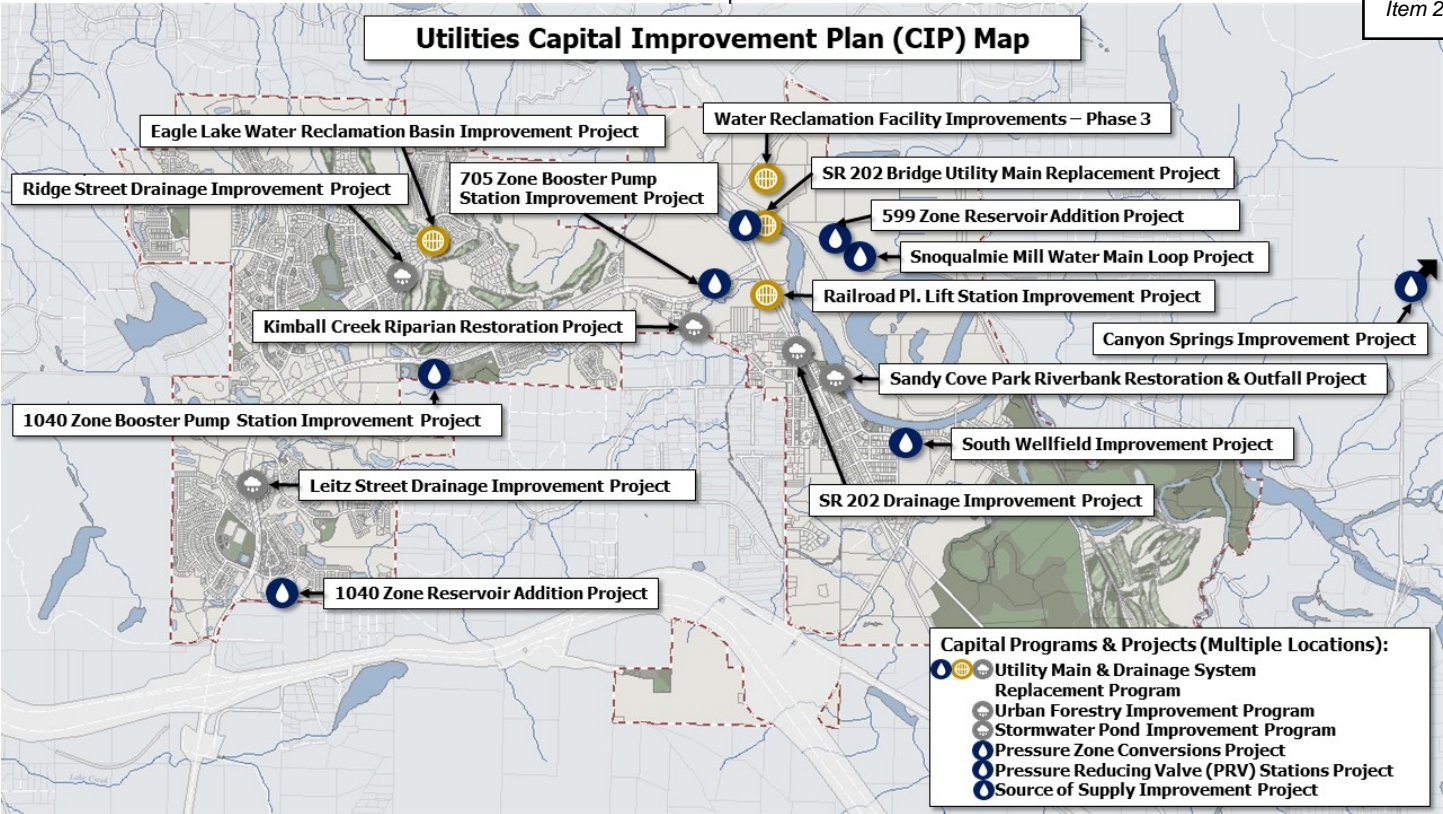 Item 2
Utilities Capital Improvement Plan (CIP) Map
Water Reclamation Facility Improvements – Phase 3
Eagle Lake Water Reclamation Basin Improvement Project
705 Zone Booster Pump
Station Improvement Project
SR 202 Bridge Utility Main Replacement Project
Ridge Street Drainage Improvement Project
599 Zone Reservoir Addition Project
Snoqualmie Mill Water Main Loop Project
Railroad Pl. Lift Station Improvement Project
Kimball Creek Riparian Restoration Project
Canyon Springs Improvement Project
Sandy Cove Park Riverbank Restoration & Outfall Project
1040 Zone Booster Pump Station Improvement Project
South Wellfield Improvement Project
Leitz Street Drainage Improvement Project
SR 202 Drainage Improvement Project
1040 Zone Reservoir Addition Project
Capital Programs & Projects (Multiple Locations):
Utility Main & Drainage System
Replacement Program
Urban Forestry Improvement Program
Stormwater Pond Improvement Program
Pressure Zone Conversions Project
Pressure Reducing Valve (PRV) Stations Project
Source of Supply Improvement Project
Lake Creek